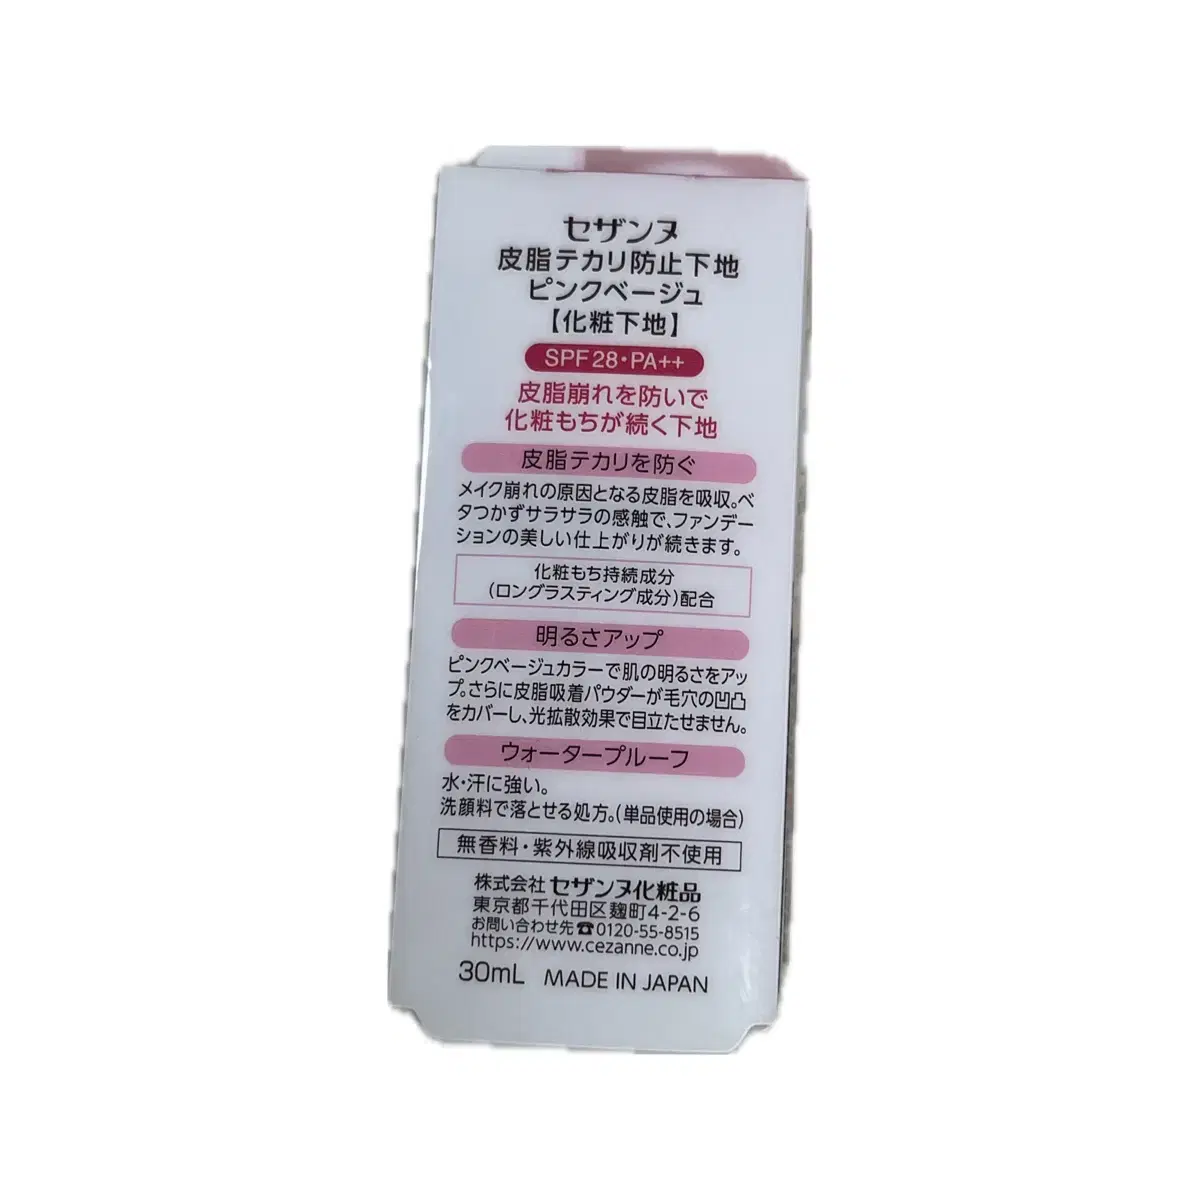 セザンヌ
皮脂テカリ防止下地
ピンクベージュ
【化粧下地】
SPF 28・PA++
皮脂崩れを防いで
化粧もちが続く下地
皮脂テカリを防ぐ
メイク崩れの原因となる皮脂を吸収。ベ
タつかずサラサラの感触で、ファンデー
ションの美しい仕上がりが続きます。
化粧もち持続成分
(ロングラスティング成分)配合
明るさアップ
ピンクベージュカラーで肌の明るさをアッ
プ。さらに皮脂吸着パウダーが毛穴の凹凸
をカバーし、光拡散効果で目立たせません。
ウォータープルーフ
水・汗に強い。
洗顔料で落とせる処方。(単品使用の場合)
無香料・紫外線吸収剤不使用
株式会社 セザンヌ化粧品
東京都千代田区麹町4-2-6
お問い合わせ先☎0120-55-8515
https://www.cezanne.co.jp
30mL MADE IN JAPAN